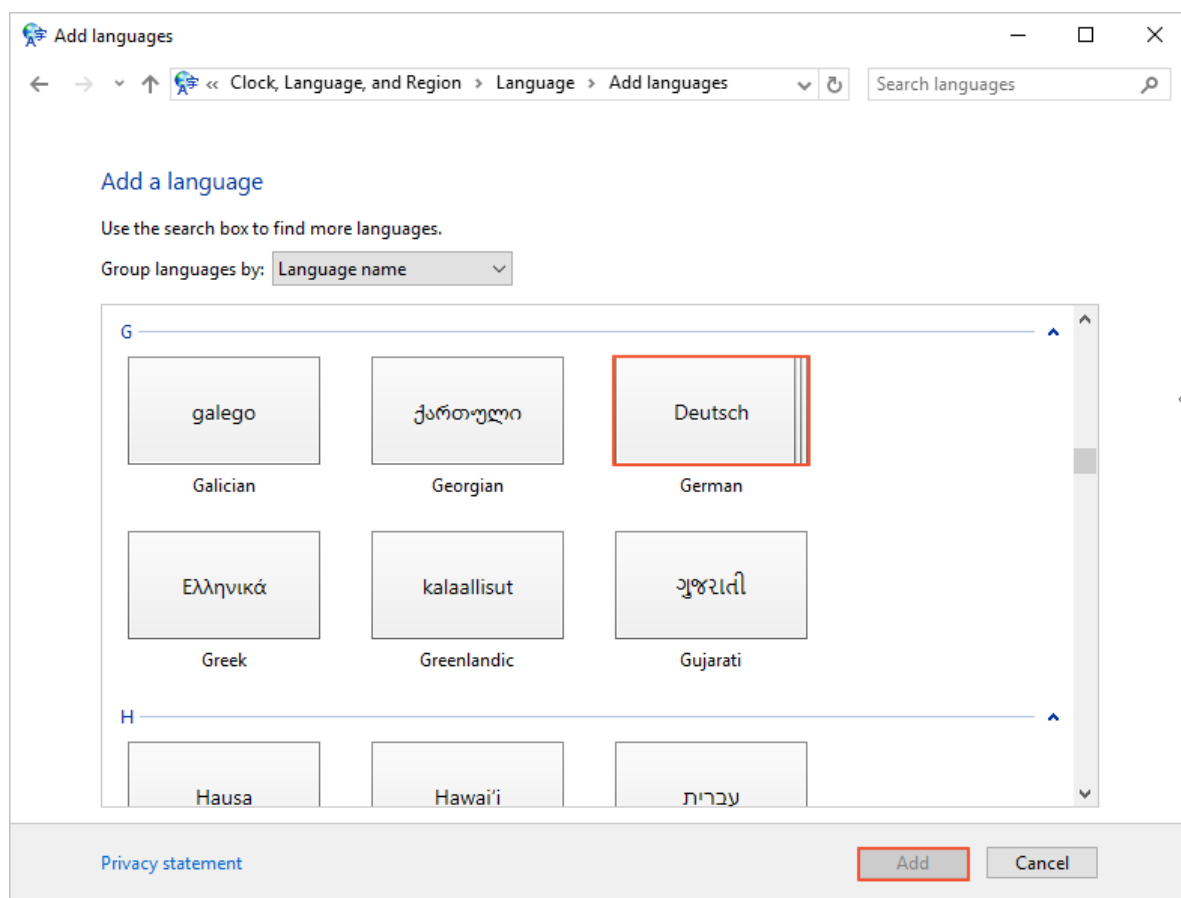 Add languages
« Clock, Language, and Region > Language > Add languages
Search languages
Add a language
Use the search box to find more languages.
Group languages by: Language name
G
galego ქართული Deutsch
Galician Georgian German
Ελληνικά kalaallisut ગુજરાતી
Greek Greenlandic Gujarati
H
Hausa Hawai'i עברית
Privacy statement
Add Cancel